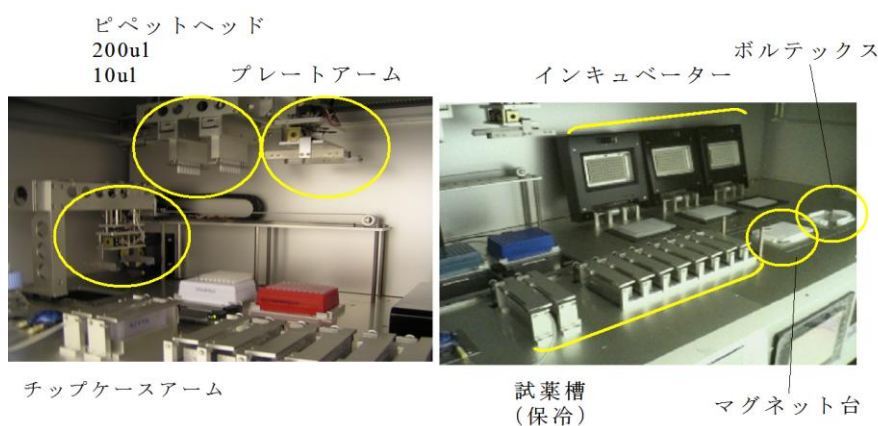 ピペットヘッド
200ul
10ul
プレートアーム
インキュベーター
ボルテックス
チップケースアーム
試薬槽
（保冷）
マグネット台